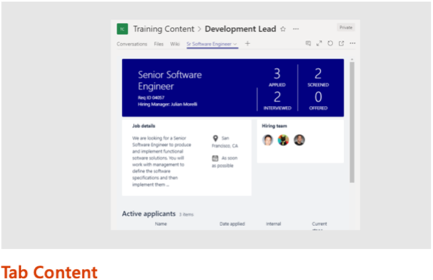 Training Content > Development Lead
Private
Conversations Files Wiki Sr Software Engineer
Senior Software
Engineer
Req ID 04557
Hiring Manager: Julian Morelli
3
APPLIED
2
SCREENED
2
INTERVIEWED
0
OFFERED
Job details
We are looking for a Senior
Software Engineer to produce
and implement functional
software solutions. You will
work with management to
define the software
specifications and then
implement them ...
San
Francisco, CA
As soon
as possible
Hiring team
Active applicants 3 items
Name Date applied Internal Current
Tab Content